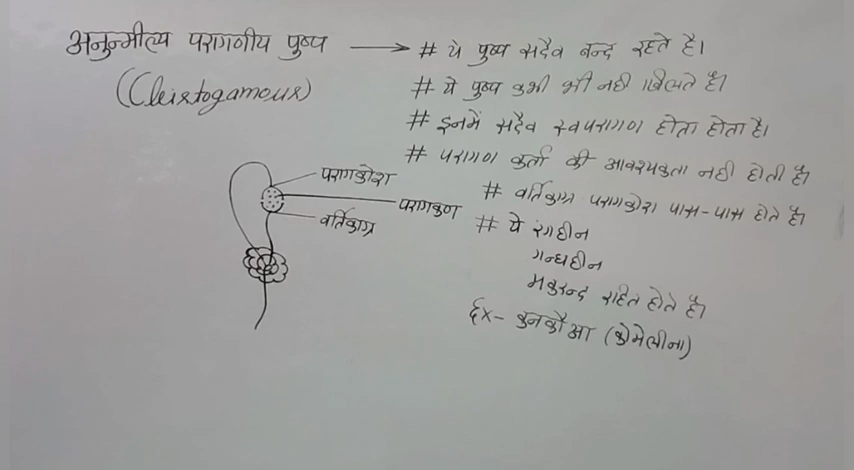 अनुन्मील्य परागणीय पुष्प → # ये पुष्प सदैव बन्द रहते है।
(Cleistogamous)
# ये पुष्प कभी भी नही खिलते है।
# इनमें सदैव स्वपरागण होता होता है।
# परागण कर्ता की आवश्यकता नही होती है।
# वर्तिकाग्र परागकोश पास-पास होते है।
# ये रंगहीन
गन्धहीन
मकरन्द रहित होते है।
Ex- कनकौआ (कोमेलीना)
परागकोश
परागकण
वर्तिकाग्र